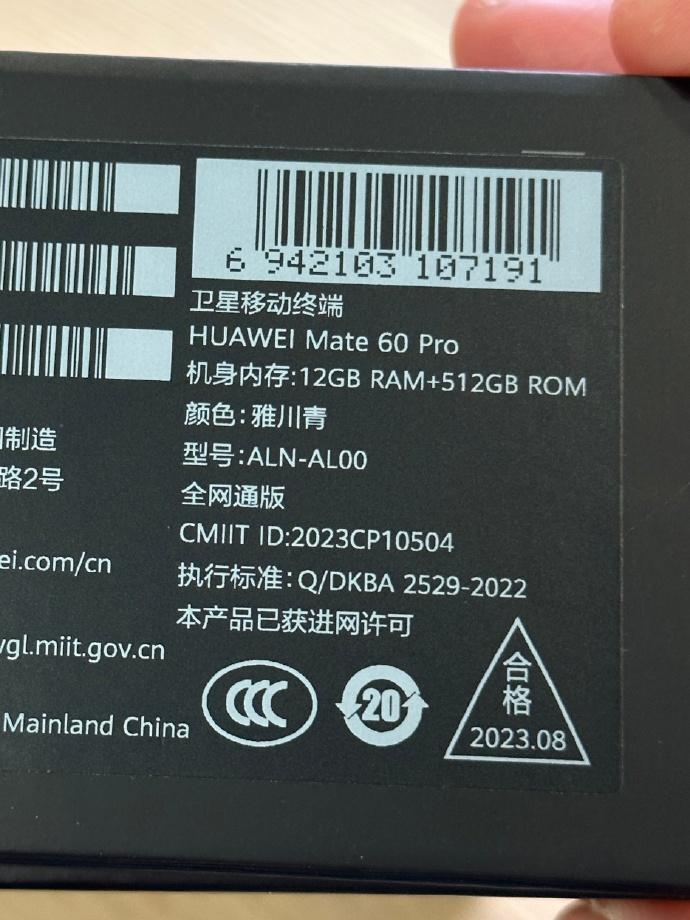 6 942103 107191
卫星移动终端
HUAWEI Mate 60 Pro
机身内存:12GB RAM+512GB ROM
颜色:雅川青
型号:ALN-AL00
全网通版
CMIIT ID:2023CP10504
执行标准:Q/DKBA 2529-2022
本产品已获进网许可
制造
路2号
ei.com/cn
vgl.miit.gov.cn
Mainland China
CCC
20
合格
2023.08